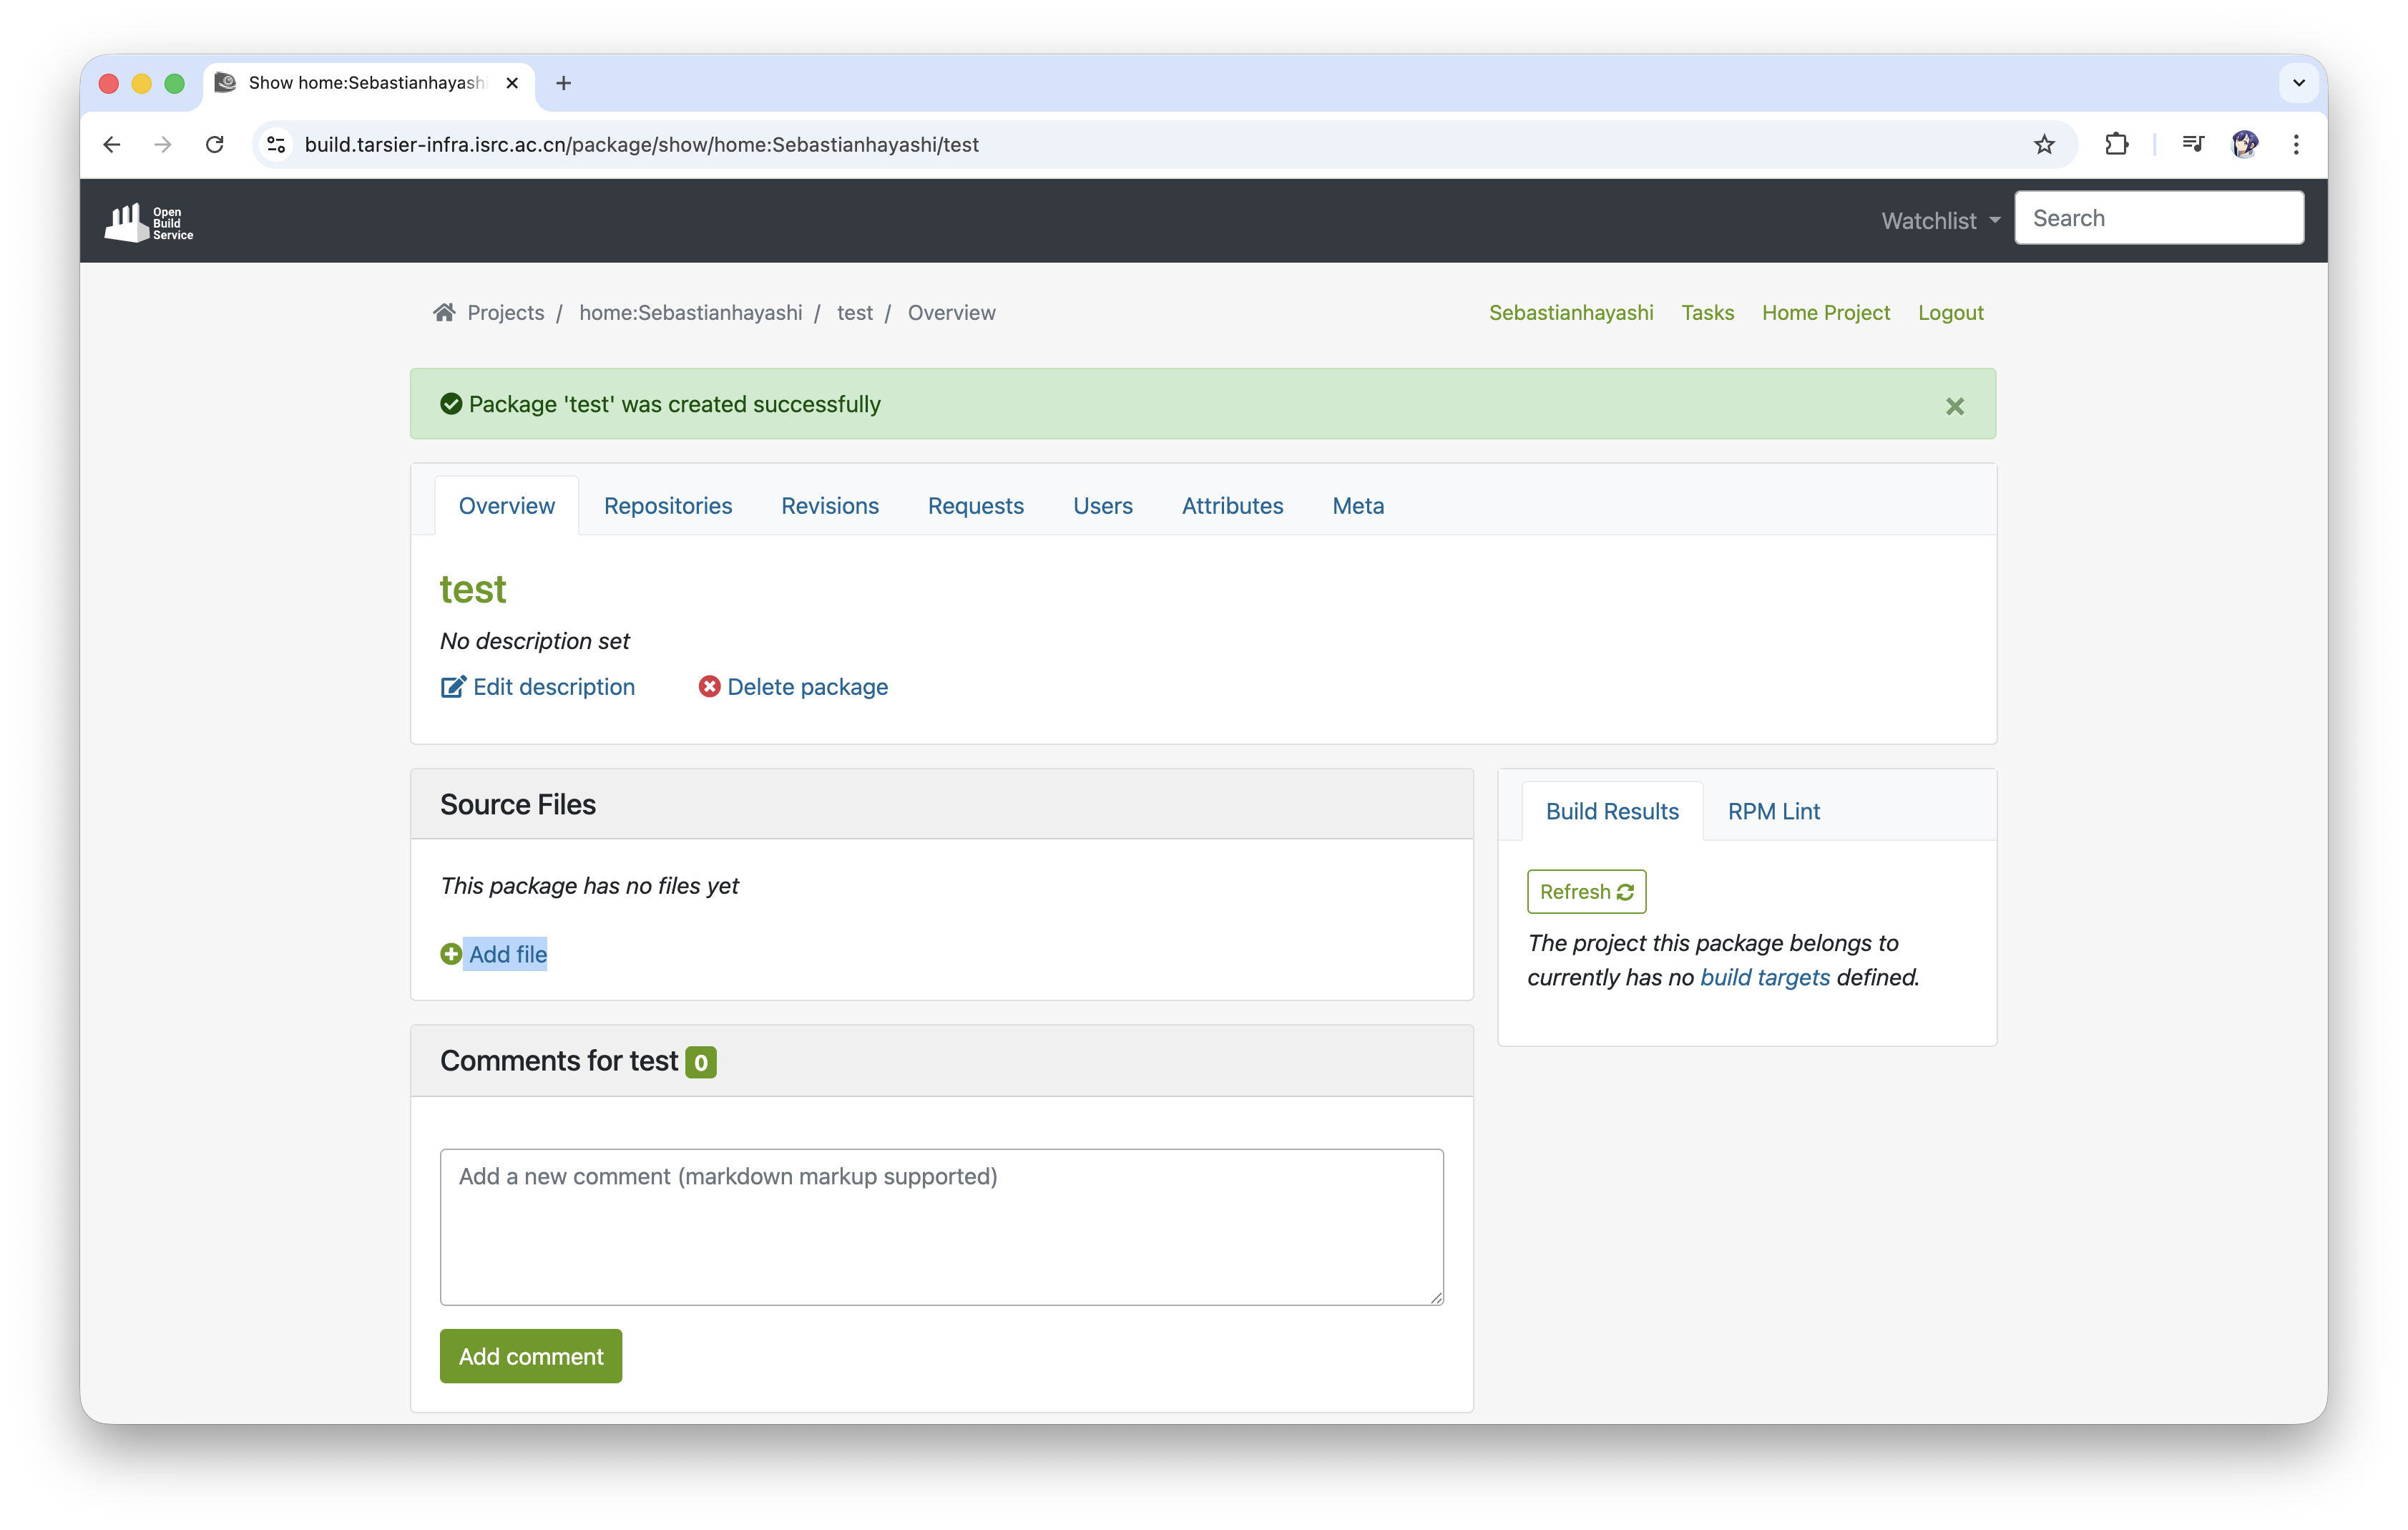 Show home:Sebastianhayash
build.tarsier-infra.isrc.ac.cn/package/show/home:Sebastianhayashi/test
Open
Build
Service
Watchlist
Search
Projects / home:Sebastianhayashi / test / Overview
Sebastianhayashi Tasks Home Project Logout
Package 'test' was created successfully
Overview Repositories Revisions Requests Users Attributes Meta
test
No description set
Edit description Delete package
Source Files
This package has no files yet
Add file
Build Results RPM Lint
Refresh
The project this package belongs to
currently has no build targets defined.
Comments for test 0
Add a new comment (markdown markup supported)
Add comment